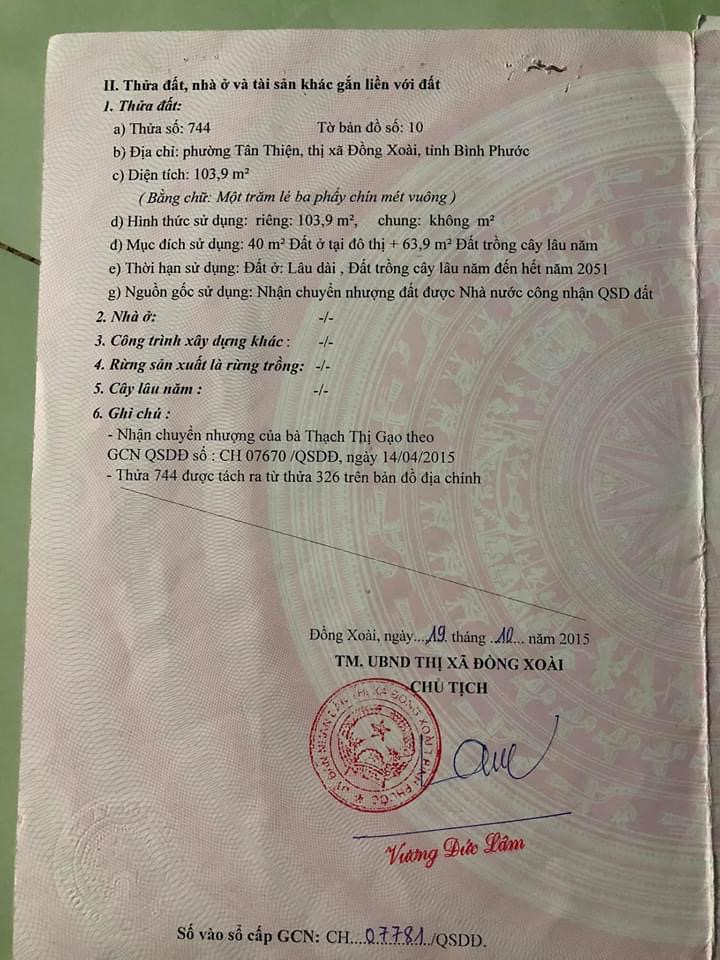 II. Thửa đất, nhà ở và tài sản khác gắn liền với đất
1. Thửa đất:
a) Thửa số: 744 Tờ bản đồ số: 10
b) Địa chỉ: phường Tân Thiện, thị xã Đồng Xoài, tỉnh Bình Phước
c) Diện tích: 103,9 m²
( Bằng chữ: Một trăm lẻ ba phẩy chín mét vuông )
d) Hình thức sử dụng: riêng: 103,9 m², chung: không m²
đ) Mục đích sử dụng: 40 m² Đất ở tại đô thị + 63,9 m² Đất trồng cây lâu năm
e) Thời hạn sử dụng: Đất ở: Lâu dài , Đất trồng cây lâu năm đến hết năm 2051
g) Nguồn gốc sử dụng: Nhận chuyển nhượng đất được Nhà nước công nhận QSD đất
2. Nhà ở: -/-
3. Công trình xây dựng khác : -/-
4. Rừng sản xuất là rừng trồng: -/-
5. Cây lâu năm : -/-
6. Ghi chú :
- Nhận chuyển nhượng của bà Thạch Thị Gạo theo
GCN QSDĐ số : CH 07670 /QSDĐ, ngày 14/04/2015
- Thửa 744 được tách ra từ thửa 326 trên bản đồ địa chính
Đồng Xoài, ngày...19. tháng .10... năm 2015
TM. UBND THỊ XÃ ĐỒNG XOÀI
CHỦ TỊCH
ỦY BAN NHÂN DÂN THỊ XÃ ĐỒNG XOÀI T.BÌNH PHƯỚC
Vương Đức Lâm
Số vào sổ cấp GCN: CH....07781./QSDĐ.